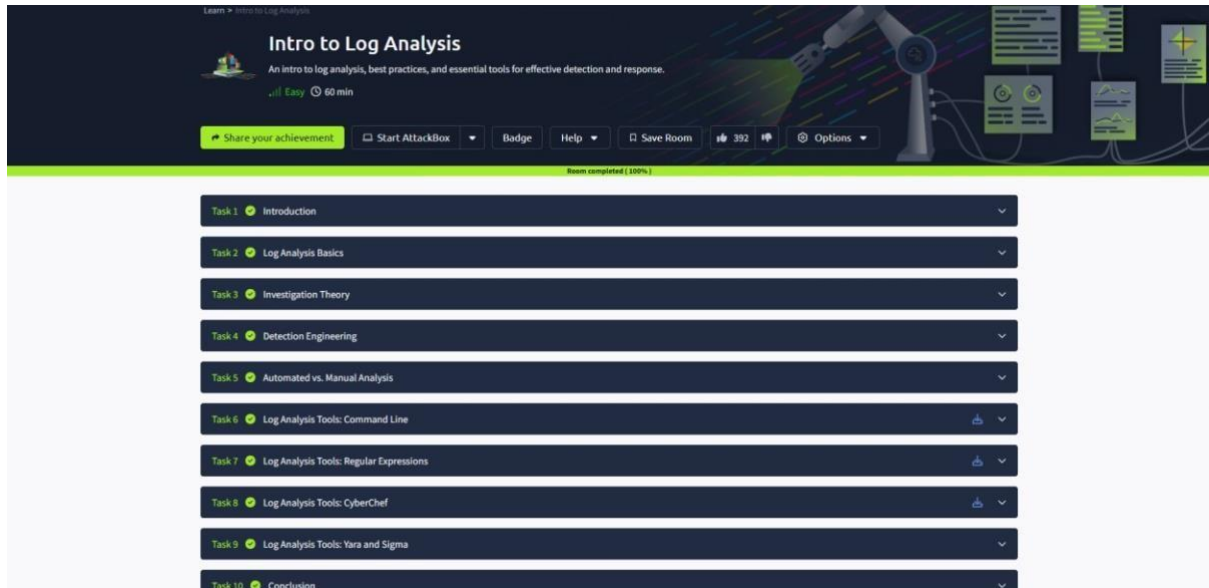 Learn > Intro to Log Analysis
Intro to Log Analysis
An intro to log analysis, best practices, and essential tools for effective detection and response.
Easy 60 min
Share your achievement Start AttackBox Badge Help Save Room 392 Options
Room completed ( 100% )
Task 1 Introduction
Task 2 Log Analysis Basics
Task 3 Investigation Theory
Task 4 Detection Engineering
Task 5 Automated vs. Manual Analysis
Task 6 Log Analysis Tools: Command Line
Task 7 Log Analysis Tools: Regular Expressions
Task 8 Log Analysis Tools: CyberChef
Task 9 Log Analysis Tools: Yara and Sigma
Task 10 Conclusion